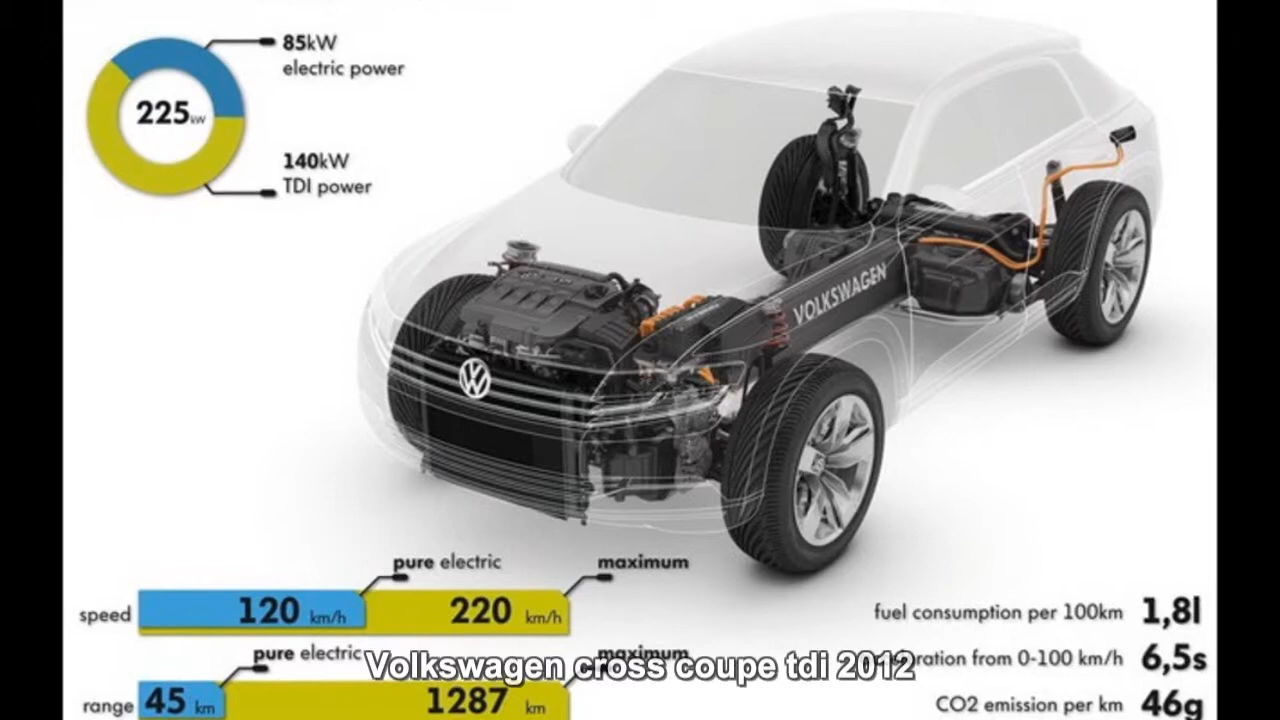 85kW
electric power
225kW
140kW
TDI power
VOLKSWAGEN
pure electric
maximum
speed
120 km/h
220 km/h
pure electric
maximum
range
45 km
1287 km
fuel consumption per 100km 1,8l
from 0-100 km/h 6,5s
CO2 emission per km 46g
Volkswagen cross coupe tdi 2012